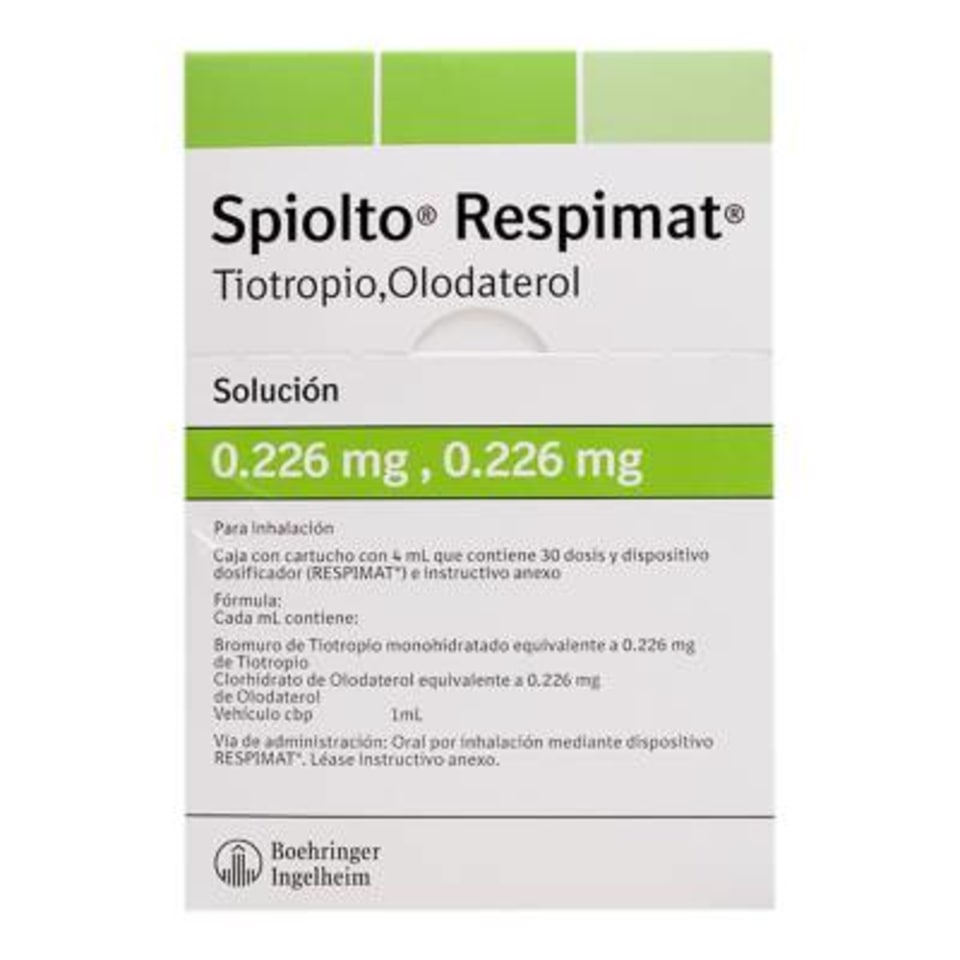 Spiolto® Respimat®
Tiotropio,Olodaterol
Solución
0.226 mg , 0.226 mg
Para inhalación
Caja con cartucho con 4 mL que contiene 30 dosis y dispositivo
dosificador (RESPIMAT®) e instructivo anexo
Fórmula:
Cada mL contiene:
Bromuro de Tiotropio monohidratado equivalente a 0.226 mg
de Tiotropio
Clorhidrato de Olodaterol equivalente a 0.226 mg
de Olodaterol
Vehículo cbp 1mL
Vía de administración: Oral por inhalación mediante dispositivo
RESPIMAT®. Léase instructivo anexo.
Boehringer
Ingelheim